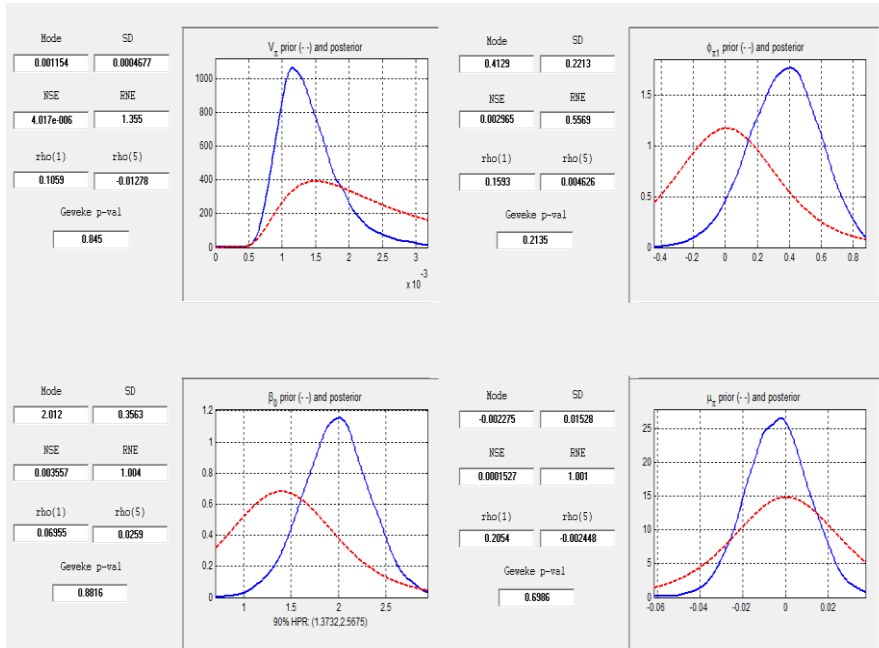 Mode SD
0.001154 0.0004677
NSE RNE
4.017e-006 1.355
rho(1) rho(5)
0.1059 -0.01278
Geweke p-val
0.845
V_π prior (- -) and posterior
1000
800
600
400
200
0
0 0.5 1 1.5 2 2.5 3
x 10^-3
Mode SD
0.4129 0.2213
NSE RNE
0.002965 0.5569
rho(1) rho(5)
0.1593 0.004626
Geweke p-val
0.2135
ϕ_π1 prior (- -) and posterior
1.5
1
0.5
0
-0.4 -0.2 0 0.2 0.4 0.6 0.8
Mode SD
2.012 0.3563
NSE RNE
0.003557 1.004
rho(1) rho(5)
0.06955 0.0259
Geweke p-val
0.8816
β_0 prior (- -) and posterior
1.2
1
0.8
0.6
0.4
0.2
0
1 1.5 2 2.5
90% HPR: (1.3732,2.5675)
Mode SD
-0.002275 0.01528
NSE RNE
0.0001527 1.001
rho(1) rho(5)
0.2054 -0.002448
Geweke p-val
0.6986
μ_π prior (- -) and posterior
25
20
15
10
5
0
-0.06 -0.04 -0.02 0 0.02